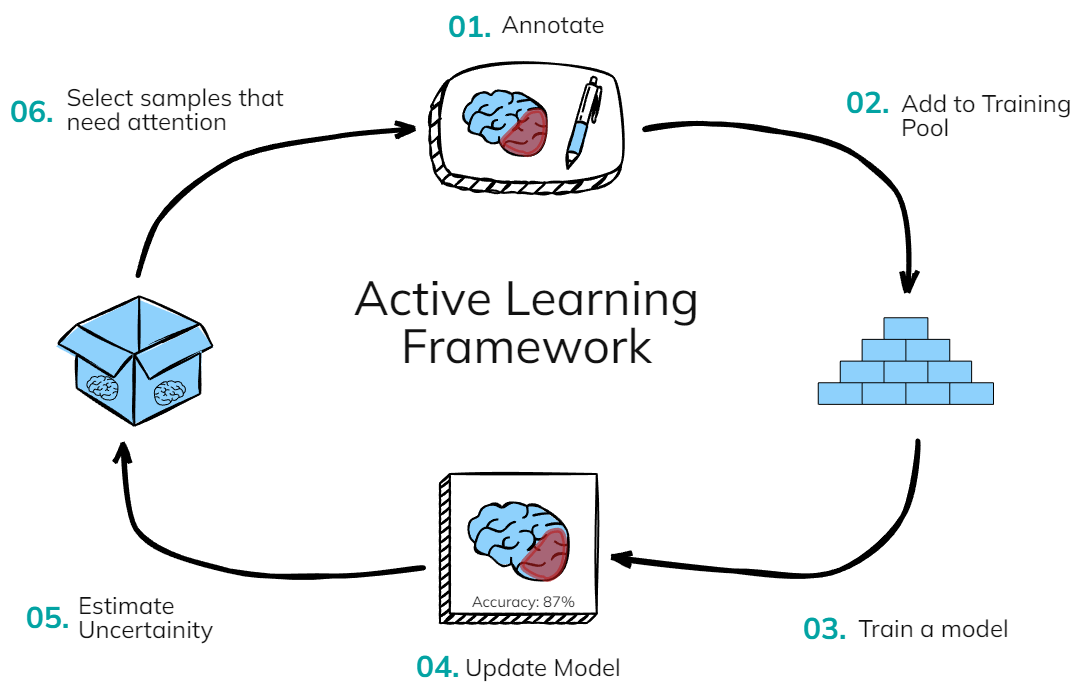 01. Annotate
06. Select samples that
need attention
02. Add to Training
Pool
Active Learning
Framework
Accuracy: 87%
05. Estimate
Uncertainity
03. Train a model
04. Update Model